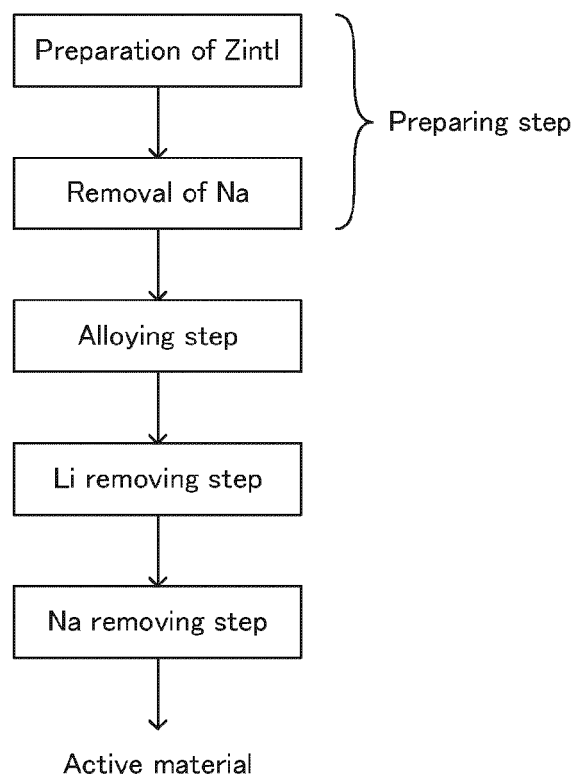 Preparation of Zintl
Preparing step
Removal of Na
Alloying step
Li removing step
Na removing step
Active material